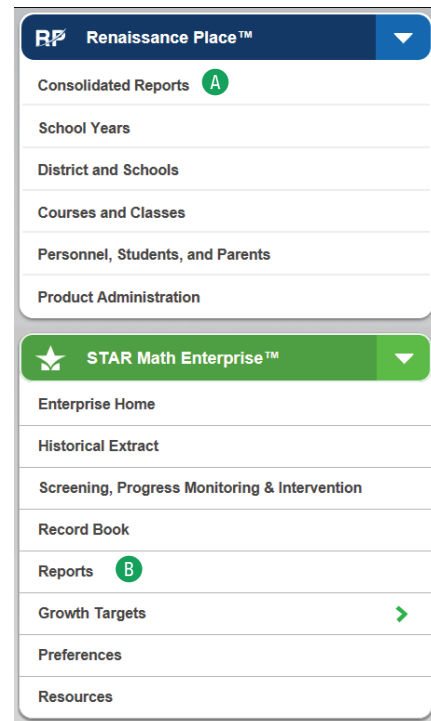 RP Renaissance Place™
Consolidated Reports A
School Years
District and Schools
Courses and Classes
Personnel, Students, and Parents
Product Administration
STAR Math Enterprise™
Enterprise Home
Historical Extract
Screening, Progress Monitoring & Intervention
Record Book
Reports B
Growth Targets
Preferences
Resources